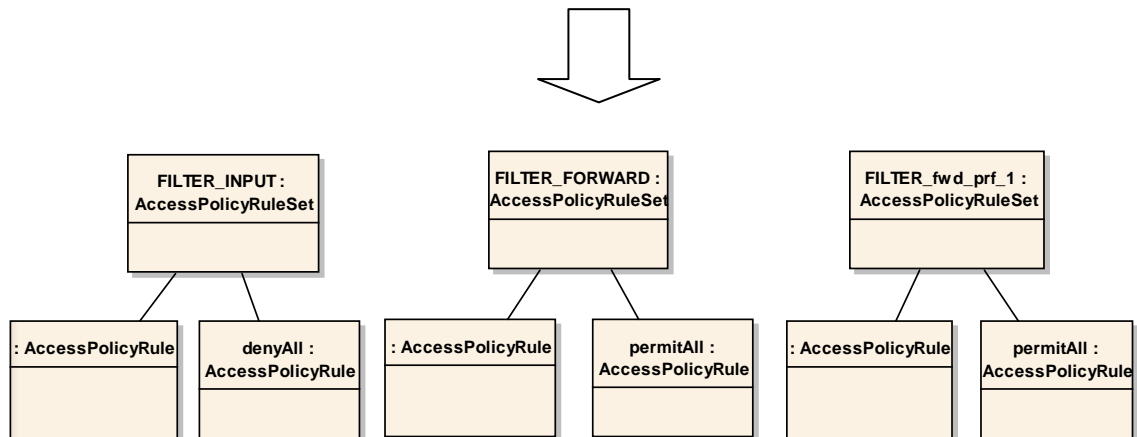 FILTER_INPUT :
AccessPolicyRuleSet
FILTER_FORWARD :
AccessPolicyRuleSet
FILTER_fwd_prf_1 :
AccessPolicyRuleSet
: AccessPolicyRule
denyAll :
AccessPolicyRule
: AccessPolicyRule
permitAll :
AccessPolicyRule
: AccessPolicyRule
permitAll :
AccessPolicyRule